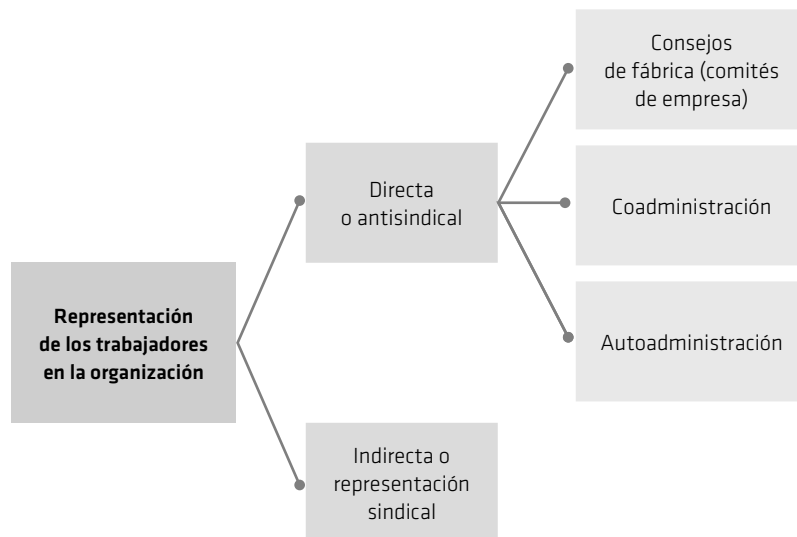 Representación
de los trabajadores
en la organización
Directa
o antisindical
Consejos
de fábrica (comités
de empresa)
Coadministración
Autoadministración
Indirecta o
representación
sindical